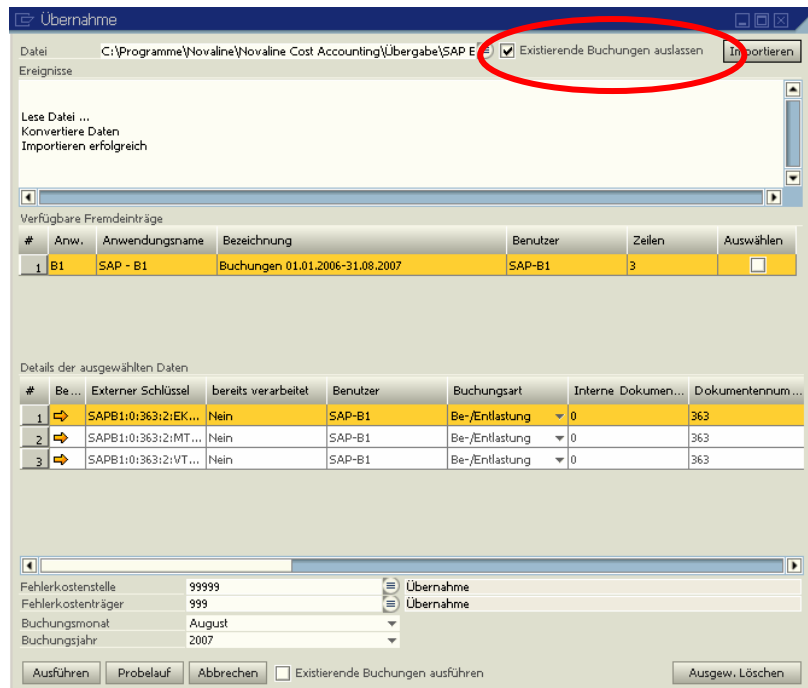 Übernahme
Datei C:\Programme\Novaline\Novaline Cost Accounting\Übergabe\SAP E Existierende Buchungen auslassen Importieren
Ereignisse
Lese Datei ...
Konvertiere Daten
Importieren erfolgreich
Verfügbare Fremdeinträge
# Anw. Anwendungsname Bezeichnung Benutzer Zeilen Auswählen
1 B1 SAP - B1 Buchungen 01.01.2006-31.08.2007 SAP-B1 3
Details der ausgewählten Daten
# Be... Externer Schlüssel bereits verarbeitet Benutzer Buchungsart Interne Dokumen... Dokumentennum...
1 SAPB1:0:363:2:EK... Nein SAP-B1 Be-/Entlastung 0 363
2 SAPB1:0:363:2:MT... Nein SAP-B1 Be-/Entlastung 0 363
3 SAPB1:0:363:2:VT... Nein SAP-B1 Be-/Entlastung 0 363
Fehlerkostenstelle 99999 Übernahme
Fehlerkostenträger 999 Übernahme
Buchungsmonat August
Buchungsjahr 2007
Ausführen Probelauf Abbrechen Existierende Buchungen ausführen Ausgew. Löschen